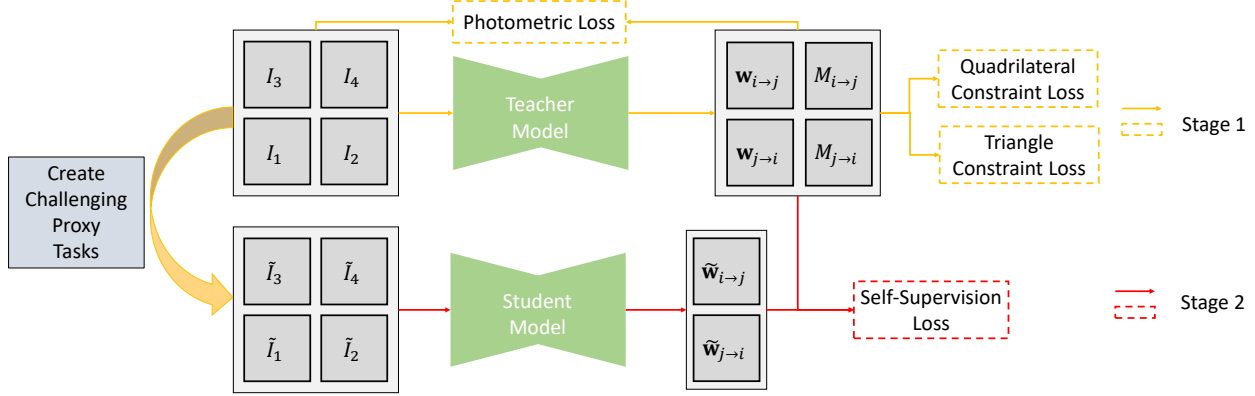 Photometric Loss
I₃ I₄
I₁ I₂
Teacher
Model
𝐰ᵢ→ⱼ Mᵢ→ⱼ
𝐰ⱼ→ᵢ Mⱼ→ᵢ
Quadrilateral
Constraint Loss
Triangle
Constraint Loss
Stage 1
Create
Challenging
Proxy
Tasks
Ĩ₃ Ĩ₄
Ĩ₁ Ĩ₂
Student
Model
𝐰̃ᵢ→ⱼ
𝐰̃ⱼ→ᵢ
Self-Supervision
Loss
Stage 2